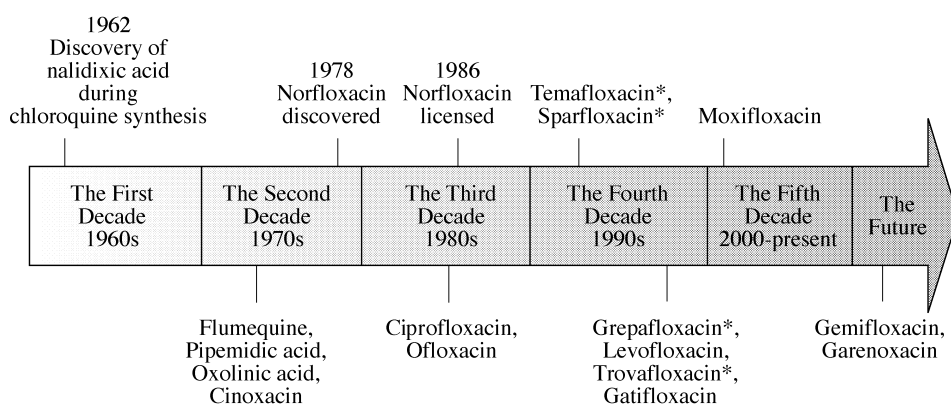 1962
Discovery of
nalidixic acid
during
chloroquine synthesis
1978
Norfloxacin
discovered
1986
Norfloxacin
licensed
Temafloxacin*,
Sparfloxacin*
Moxifloxacin
The First
Decade
1960s
The Second
Decade
1970s
The Third
Decade
1980s
The Fourth
Decade
1990s
The Fifth
Decade
2000-present
The
Future
Flumequine,
Pipemidic acid,
Oxolinic acid,
Cinoxacin
Ciprofloxacin,
Ofloxacin
Grepafloxacin*,
Levofloxacin,
Trovafloxacin*,
Gatifloxacin
Gemifloxacin,
Garenoxacin